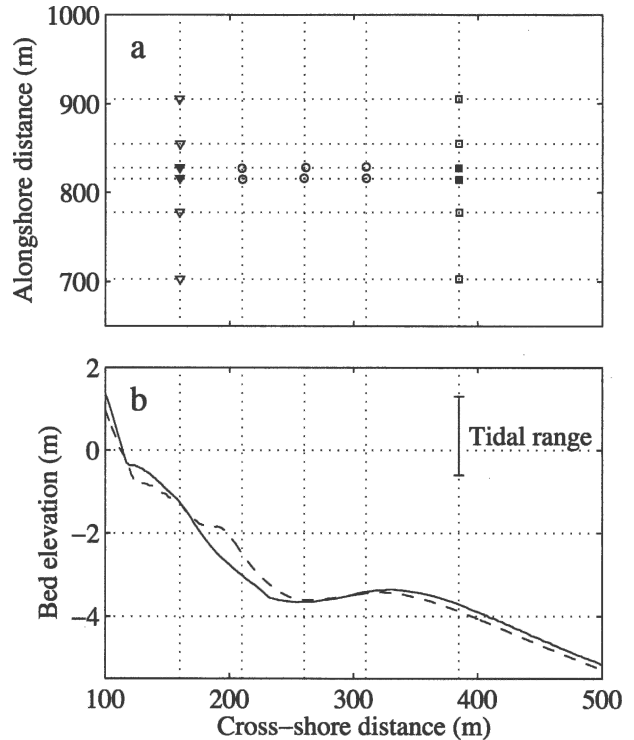 1000
a
900
800
700
Alongshore distance (m)
2
b
0
Tidal range
−2
−4
Bed elevation (m)
100
200
300
400
500
Cross−shore distance (m)